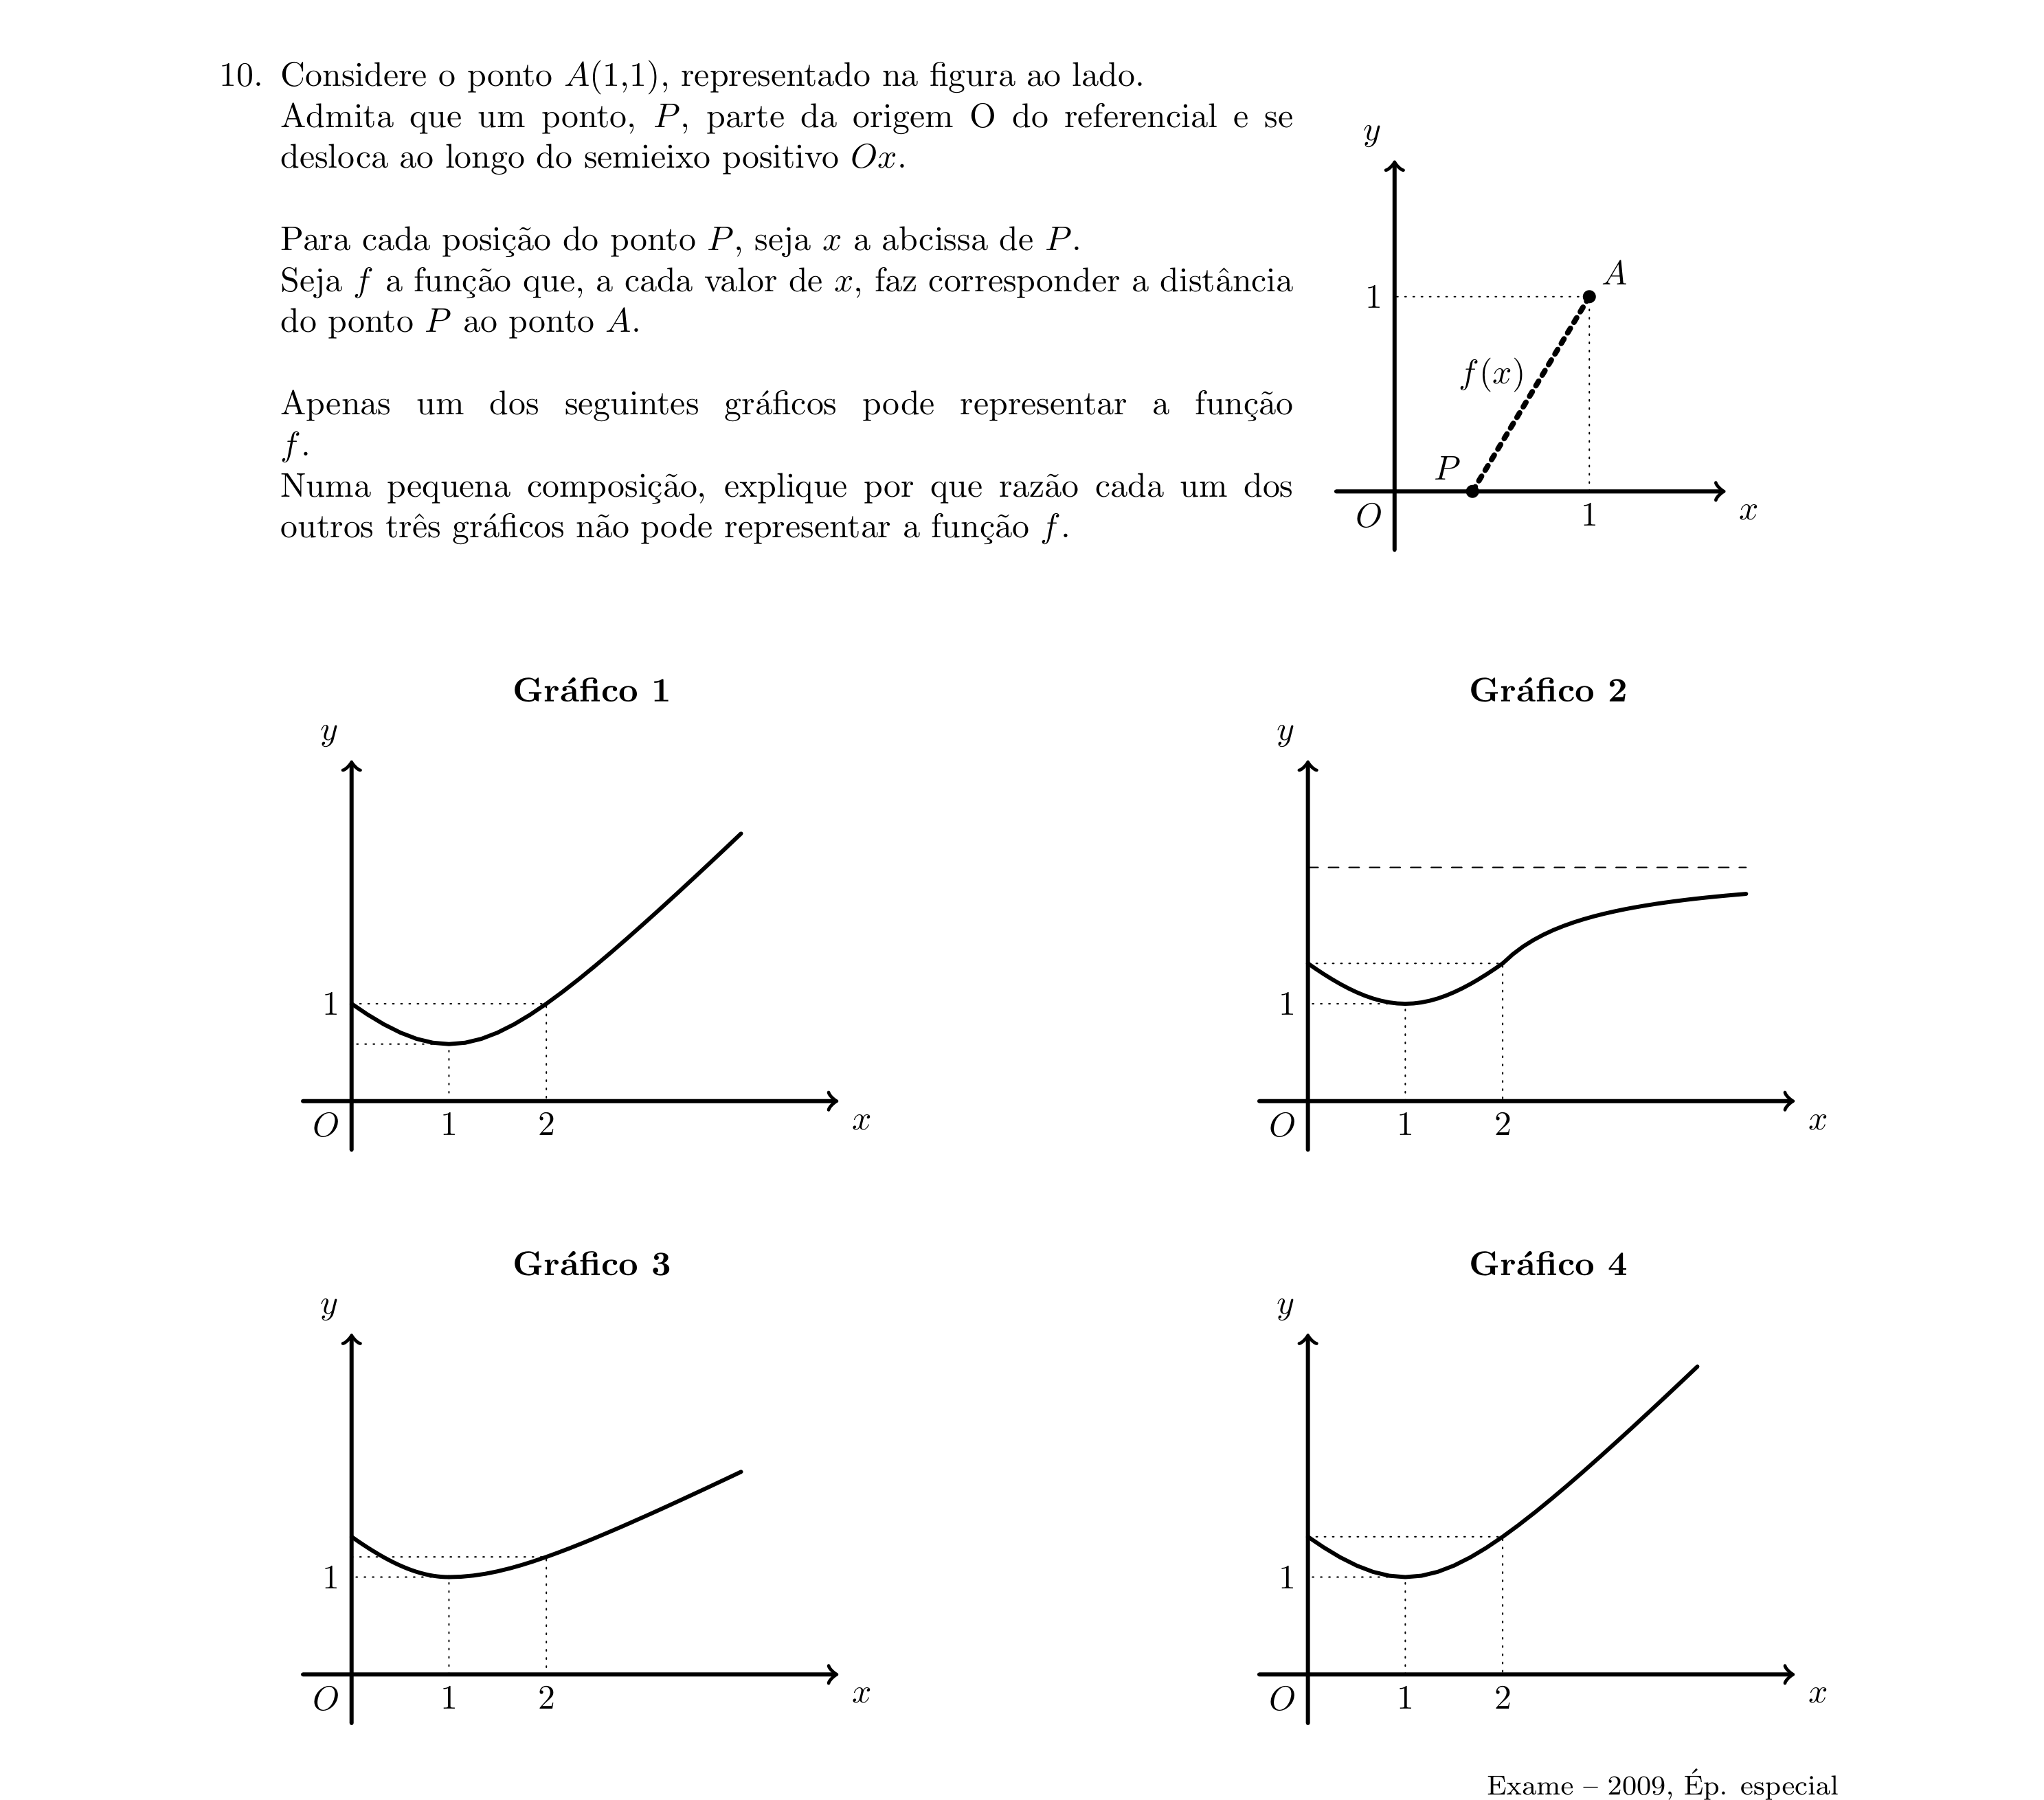 10. Considere o ponto A(1,1), representado na figura ao lado.
Admita que um ponto, P, parte da origem O do referencial e se
desloca ao longo do semieixo positivo Ox.
Para cada posição do ponto P, seja x a abcissa de P.
Seja f a função que, a cada valor de x, faz corresponder a distância
do ponto P ao ponto A.
Apenas um dos seguintes gráficos pode representar a função
f.
Numa pequena composição, explique por que razão cada um dos
outros três gráficos não pode representar a função f.
y
A
1
f(x)
P
O
1
x
Gráfico 1
y
1
O
1
2
x
Gráfico 2
y
1
O
1
2
x
Gráfico 3
y
1
O
1
2
x
Gráfico 4
y
1
O
1
2
x
Exame – 2009, Ép. especial